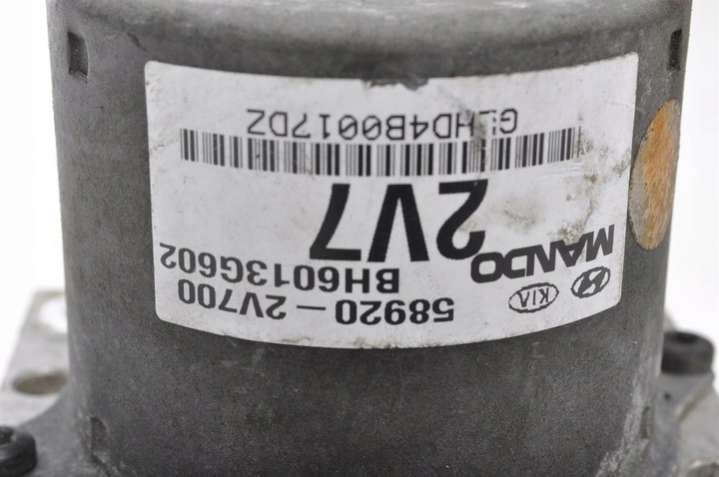 KIA 58920-2V700
MANDO BH6013G602
2V7
GLHD4B0017DZ